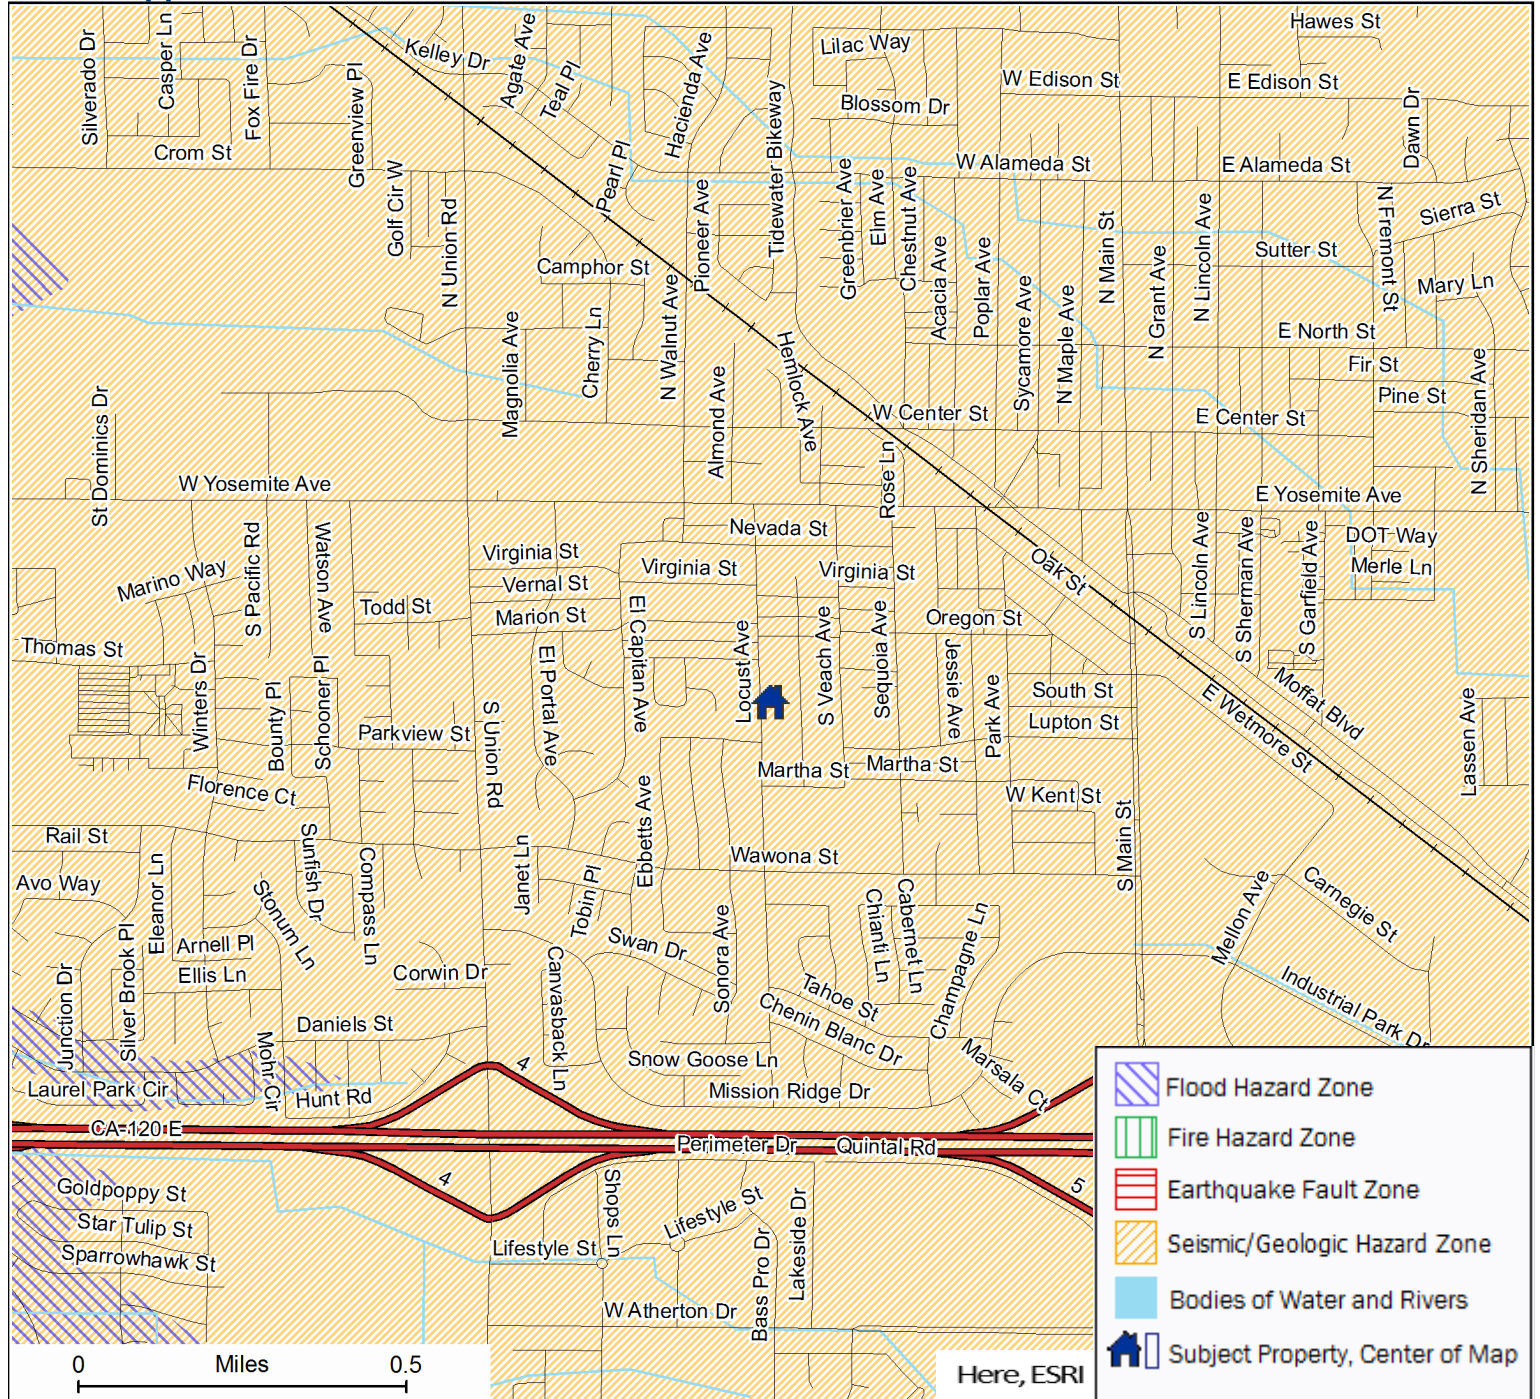 Hawes St
Silverado Dr
Casper Ln
Fox Fire Dr
Kelley Dr
Agate Ave
Teal Pl
Hacienda Ave
Lilac Way
W Edison St
E Edison St
Blossom Dr
Dawn Dr
Greenview Pl
Crom St
Golf Cir W
N Union Rd
Pearl Pl
Pioneer Ave
Tidewater Bikeway
Greenbrier Ave
Elm Ave
Chestnut Ave
W Alameda St
E Alameda St
N Fremont St
Sierra St
Camphor St
Acacia Ave
Poplar Ave
Sycamore Ave
N Maple Ave
N Main St
N Grant Ave
N Lincoln Ave
Sutter St
Mary Ln
Magnolia Ave
Cherry Ln
N Walnut Ave
Almond Ave
Hemlock Ave
E North St
Fir St
Pine St
N Sheridan Ave
W Center St
E Center St
St Dominics Dr
W Yosemite Ave
E Yosemite Ave
Rose Ln
Nevada St
DOT Way
Merle Ln
Marino Way
S Pacific Rd
Watson Ave
Virginia St
Virginia St
Virginia St
Vernal St
Todd St
Marion St
Oak St
S Lincoln Ave
S Sherman Ave
S Garfield Ave
Thomas St
El Capitan Ave
Locust Ave
S Veach Ave
Sequoia Ave
Oregon St
Jessie Ave
Park Ave
South St
Lupton St
Winters Dr
Bounty Pl
Schooner Pl
El Portal Ave
S Union Rd
Parkview St
Moffat Blvd
E Wetmore St
Lassen Ave
Martha St
Martha St
Florence Ct
W Kent St
Rail St
Ebbetts Ave
Wawona St
S Main St
Avo Way
Eleanor Ln
Sunfish Dr
Compass Ln
Janet Ln
Tobin Pl
Stonum Ln
Chianti Ln
Cabernet Ln
Champagne Ln
Mellon Ave
Carnegie St
Arnell Pl
Ellis Ln
Silver Brook Pl
Junction Dr
Corwin Dr
Swan Dr
Sonora Ave
Canvasback Ln
Tahoe St
Chenin Blanc Dr
Industrial Park Dr
Daniels St
Mohr Cir
Snow Goose Ln
Mission Ridge Dr
Marsala Ct
Laurel Park Cir
Hunt Rd
4
CA-120 E
Perimeter Dr
Quintal Rd
4
5
Goldpoppy St
Star Tulip St
Sparrowhawk St
Shops Ln
Lifestyle St
Lifestyle St
Bass Pro Dr
Lakeside Dr
W Atherton Dr
Flood Hazard Zone
Fire Hazard Zone
Earthquake Fault Zone
Seismic/Geologic Hazard Zone
Bodies of Water and Rivers
Subject Property, Center of Map
0 Miles 0.5
Here, ESRI